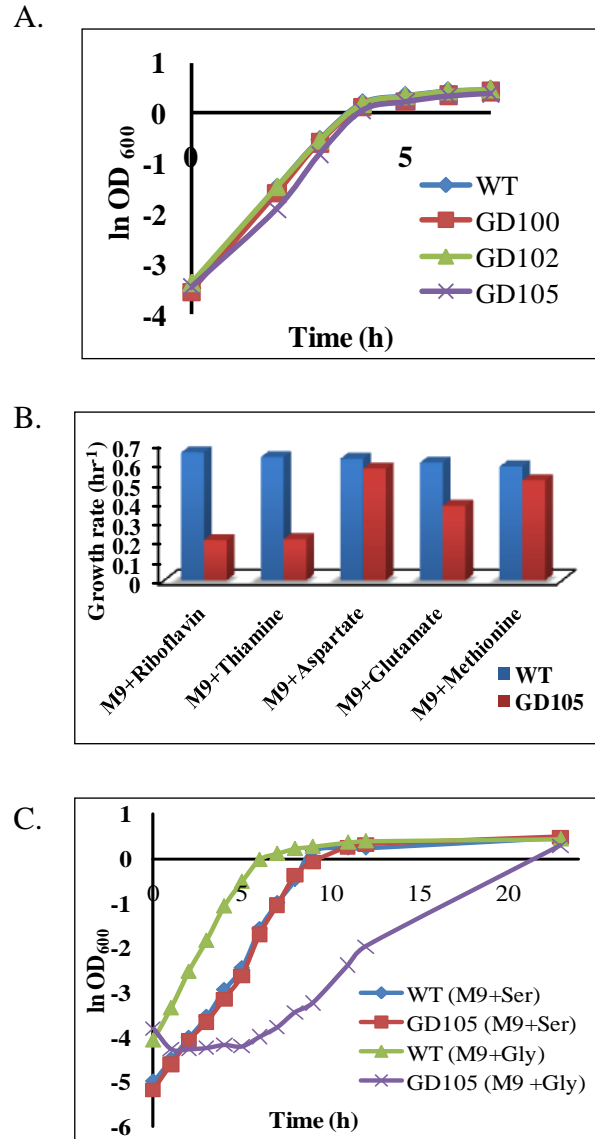 A.
1
0
-1
-2
-3
-4
0
5
ln OD 600
Time (h)
WT
GD100
GD102
GD105
B.
0.7
0.6
0.5
0.4
0.3
0.2
0.1
0
Growth rate (hr-1)
M9+Riboflavin
M9+Thiamine
M9+Aspartate
M9+Glutamate
M9+Methionine
WT
GD105
C.
1
0
-1
-2
-3
-4
-5
-6
0
5
10
15
20
ln OD600
Time (h)
WT (M9+Ser)
GD105 (M9+Ser)
WT (M9+Gly)
GD105 (M9 +Gly)